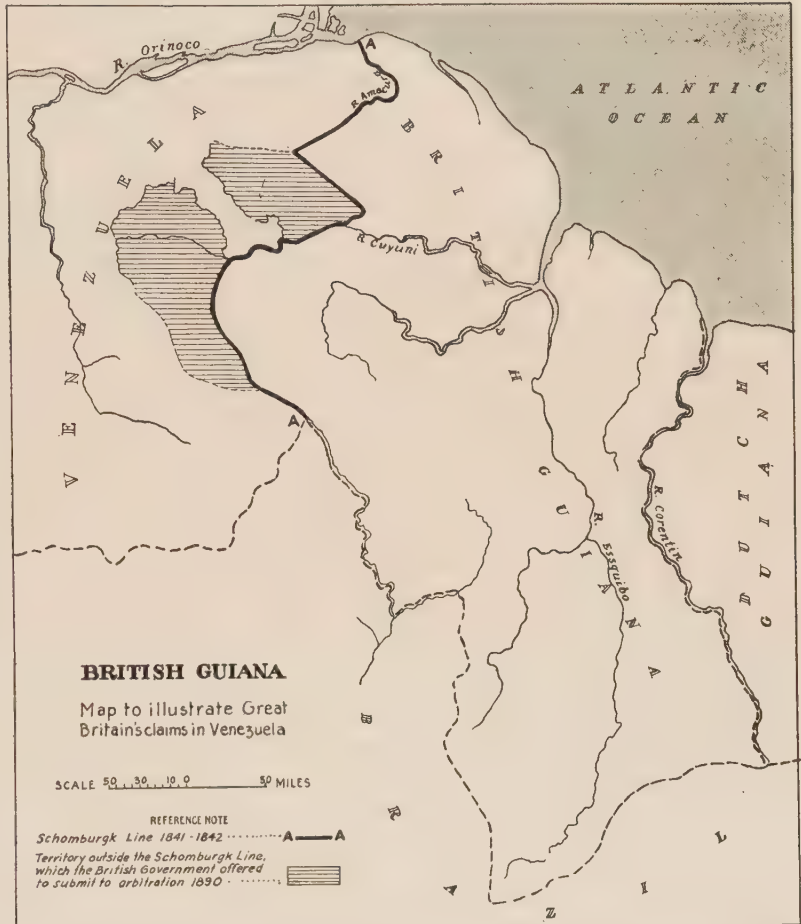 R. Orinoco
A
R. Amacura
ATLANTIC
OCEAN
VENEZUELA
BRITISH GUIANA
R. Cuyuni
A
R. Essquibo
R. Corentin
DUTCH
GUIANA
BRAZIL
BRITISH GUIANA
Map to illustrate Great
Britain's claims in Venezuela
SCALE 50 30 10 0 50 MILES
REFERENCE NOTE
Schomburgk Line 1841-1842 A A
Territory outside the Schomburgk Line,
which the British Government offered
to submit to arbitration 1890